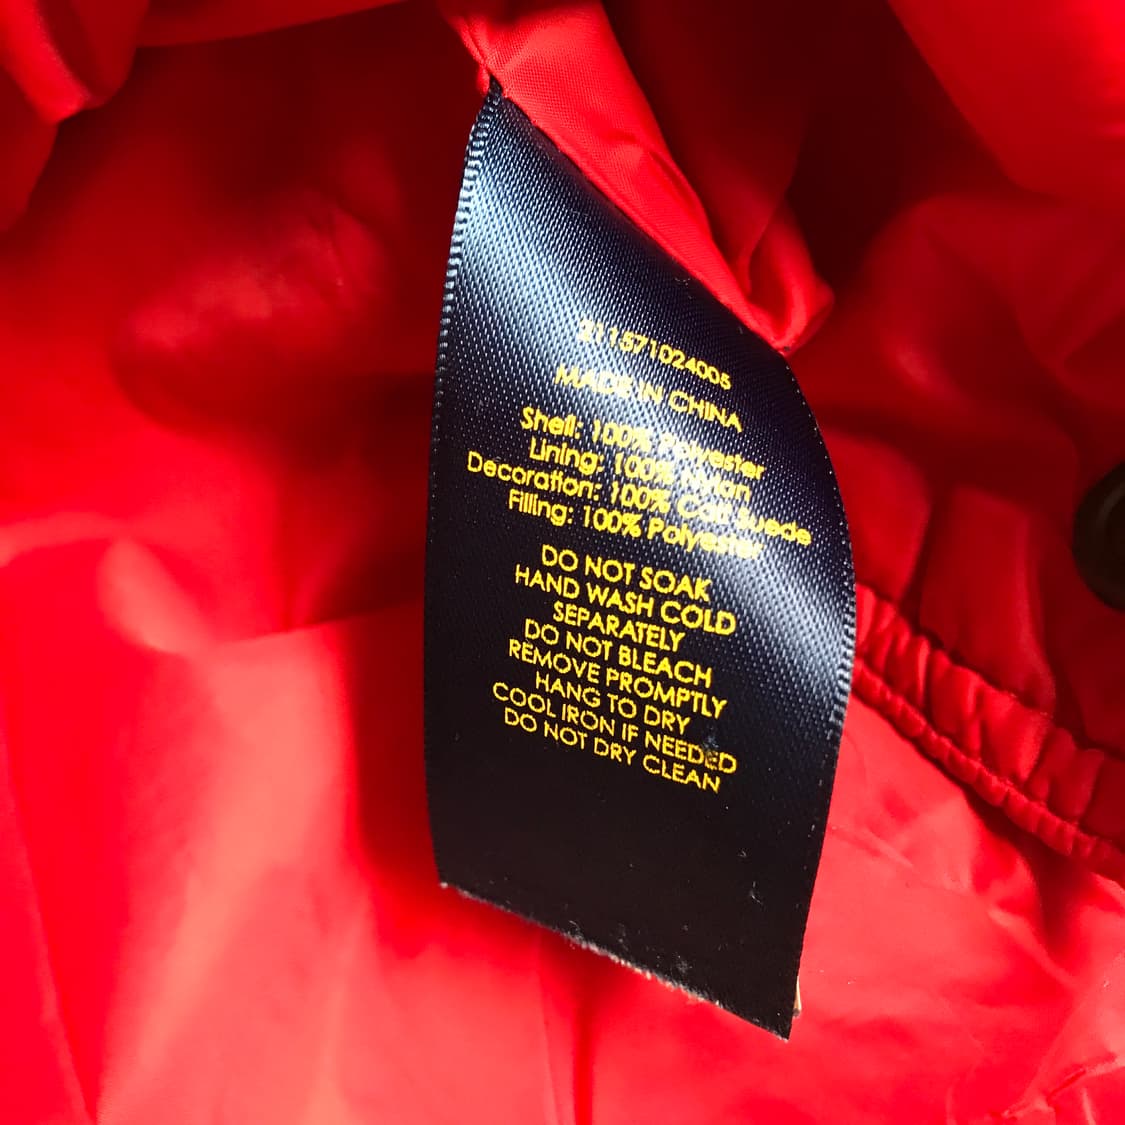 211571024005
MADE IN CHINA
Shell: 100% Polyester
Lining: 100% Nylon
Decoration: 100% Calf Suede
Filling: 100% Polyester
DO NOT SOAK
HAND WASH COLD
SEPARATELY
DO NOT BLEACH
REMOVE PROMPTLY
HANG TO DRY
COOL IRON IF NEEDED
DO NOT DRY CLEAN